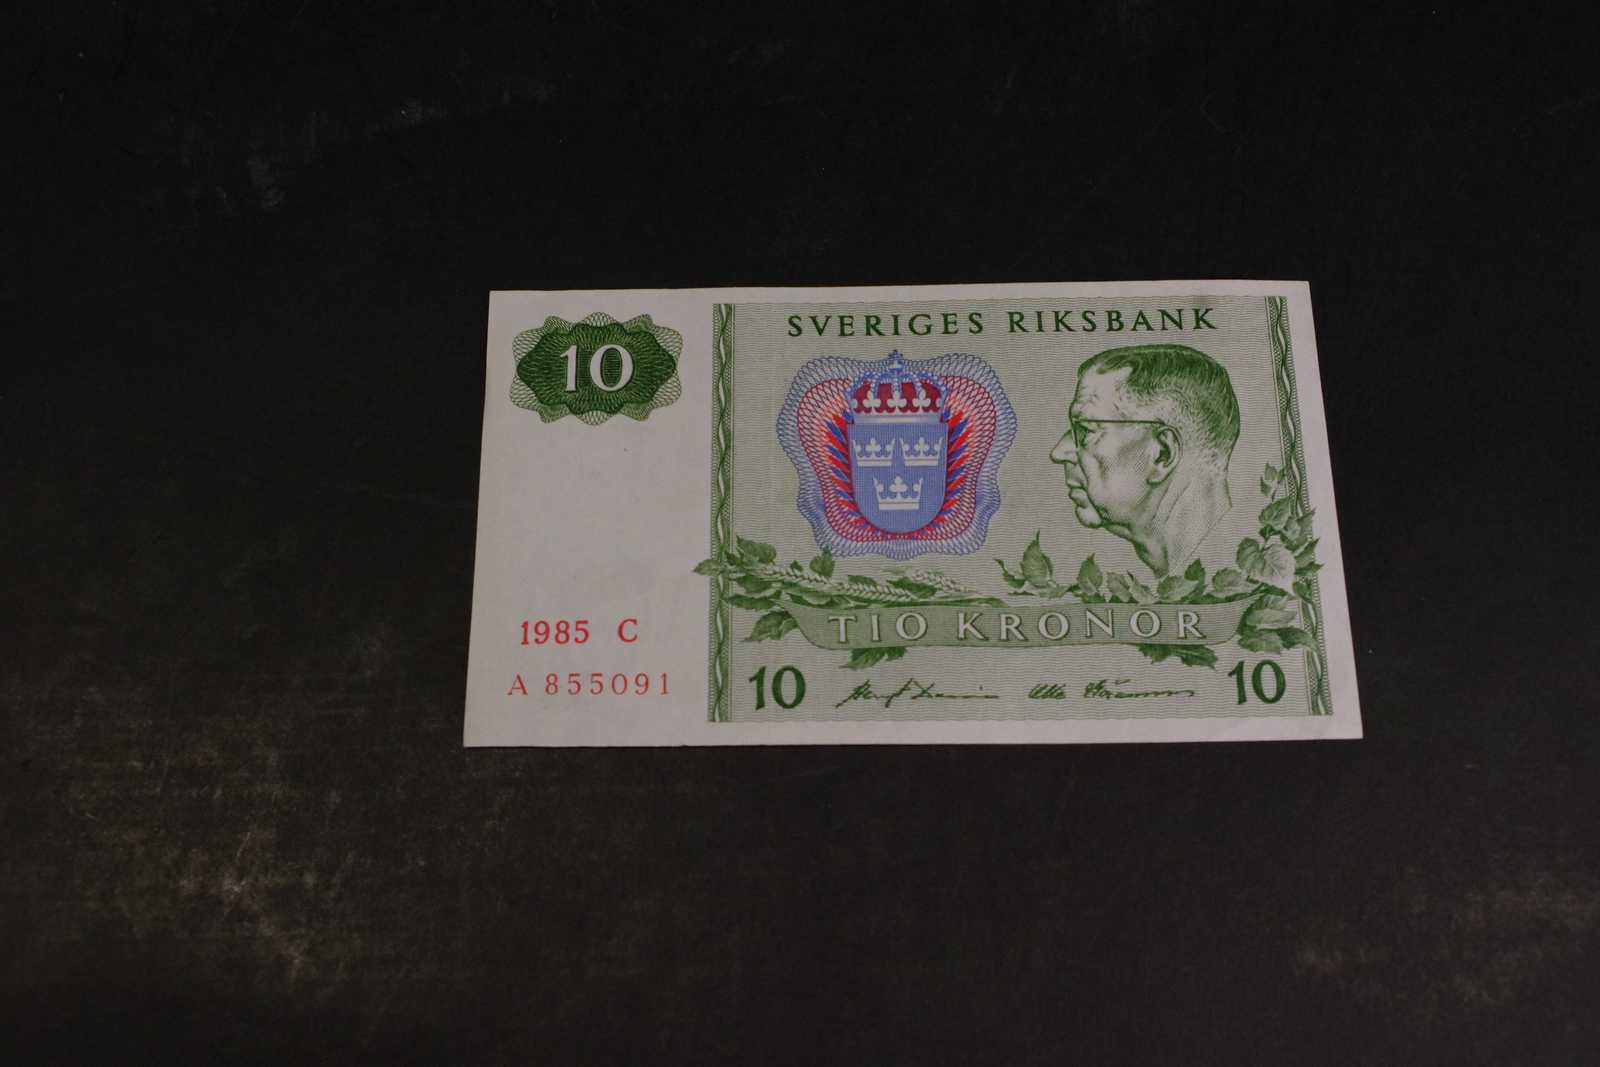 10
SVERIGES RIKSBANK
TIO KRONOR
1985 C
A 855091
10
10